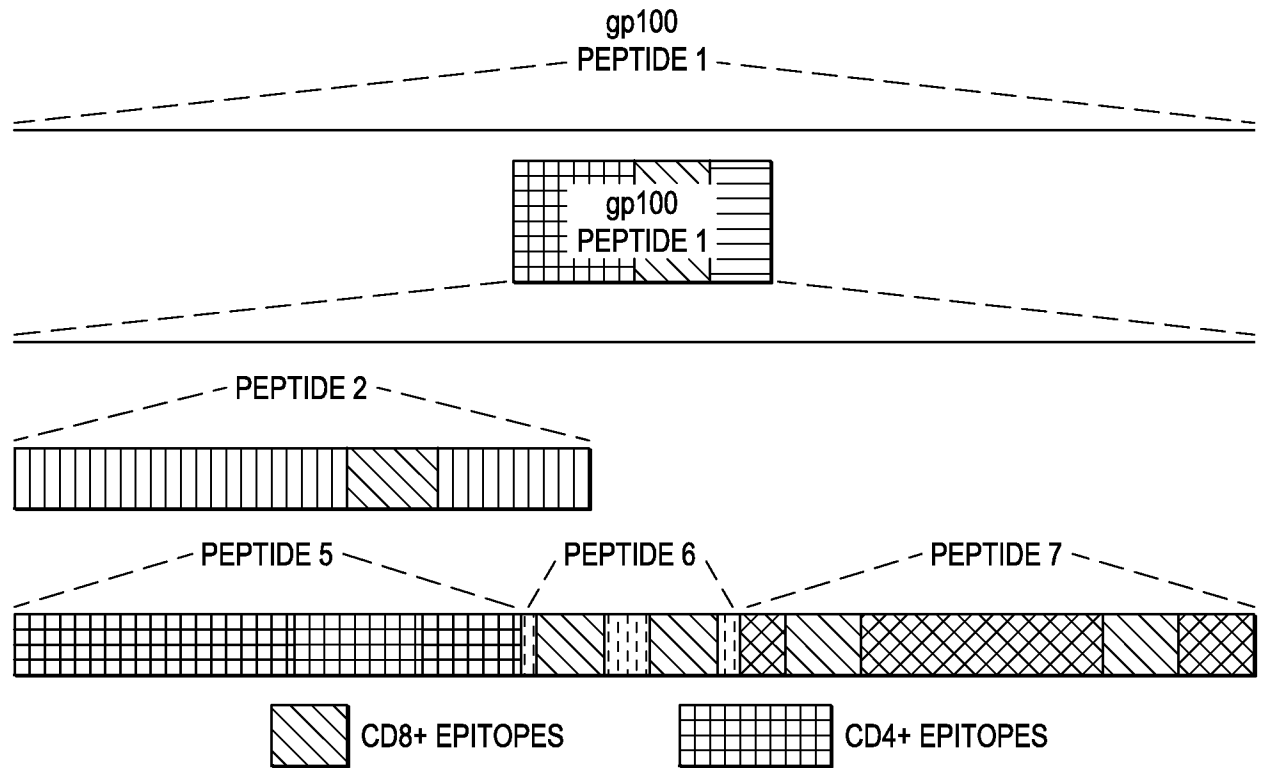 gp100
PEPTIDE 1
gp100
PEPTIDE 1
PEPTIDE 2
PEPTIDE 5
PEPTIDE 6
PEPTIDE 7
CD8+ EPITOPES
CD4+ EPITOPES